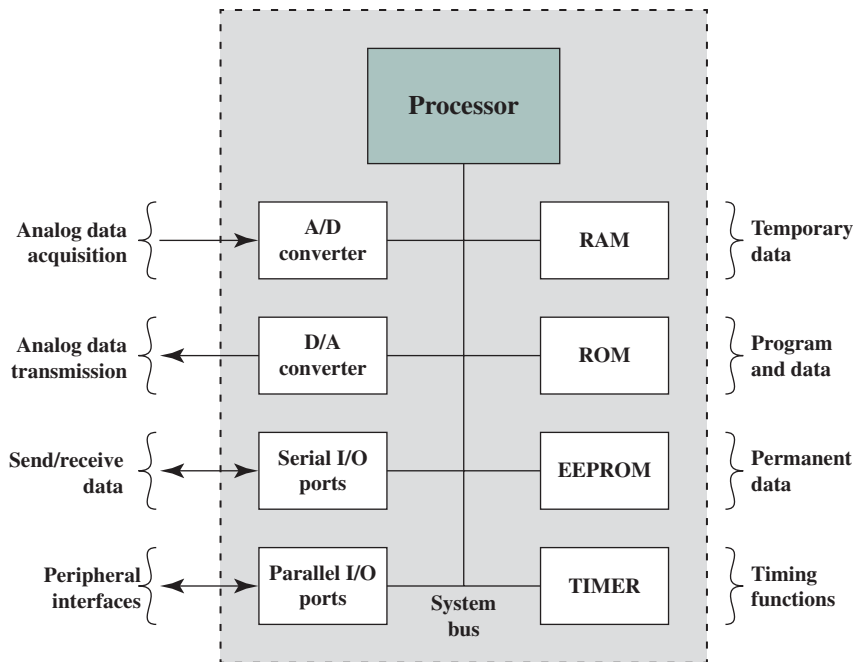 Processor
Analog data
acquisition
A/D
converter
RAM
Temporary
data
Analog data
transmission
D/A
converter
ROM
Program
and data
Send/receive
data
Serial I/O
ports
EEPROM
Permanent
data
Peripheral
interfaces
Parallel I/O
ports
System
bus
TIMER
Timing
functions